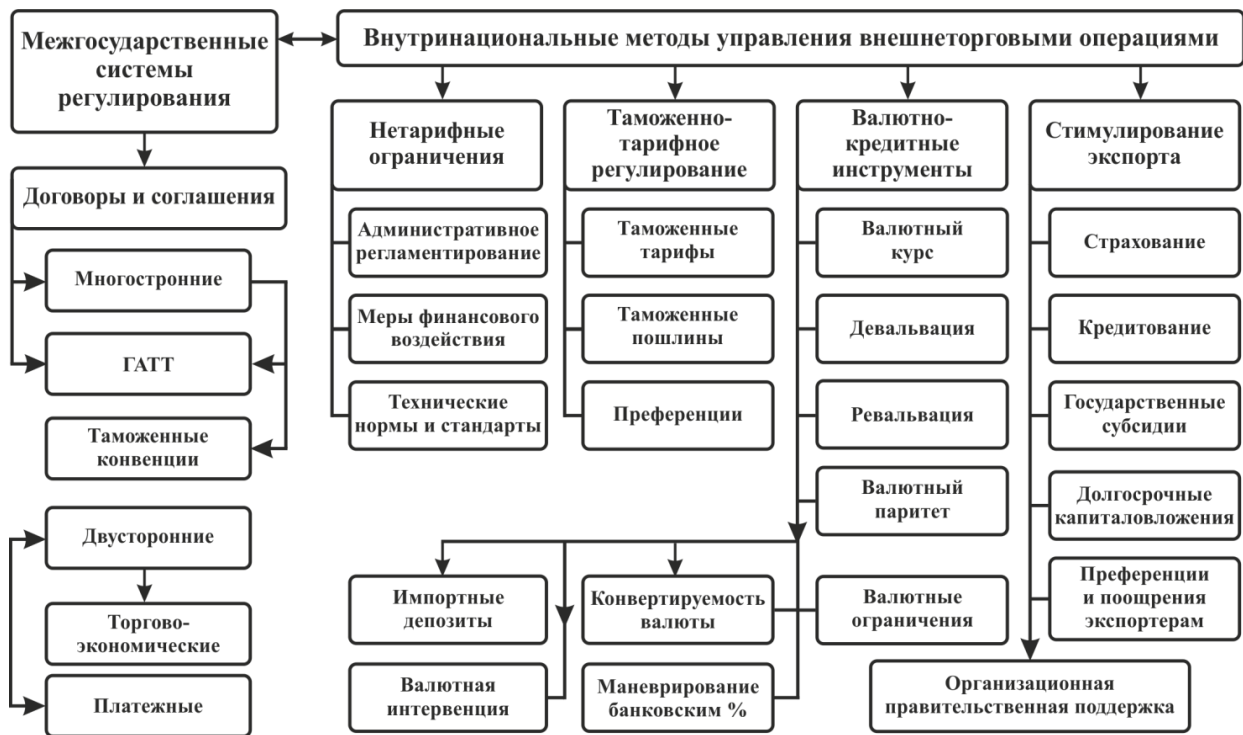 Межгосударственные
системы
регулирования
Внутринациональные методы управления внешнеторговыми операциями
Договоры и соглашения
Многостронние
ГАТТ
Таможенные
конвенции
Двусторонние
Торгово-
экономические
Платежные
Нетарифные
ограничения
Административное
регламентирование
Меры финансового
воздействия
Технические
нормы и стандарты
Таможенно-
тарифное
регулирование
Таможенные
тарифы
Таможенные
пошлины
Преференции
Валютно-
кредитные
инструменты
Валютный
курс
Девальвация
Ревальвация
Валютный
паритет
Импортные
депозиты
Конвертируемость
валюты
Валютные
ограничения
Валютная
интервенция
Маневрирование
банковским %
Стимулирование
экспорта
Страхование
Кредитование
Государственные
субсидии
Долгосрочные
капиталовложения
Преференции
и поощрения
экспортерам
Организационная
правительственная поддержка